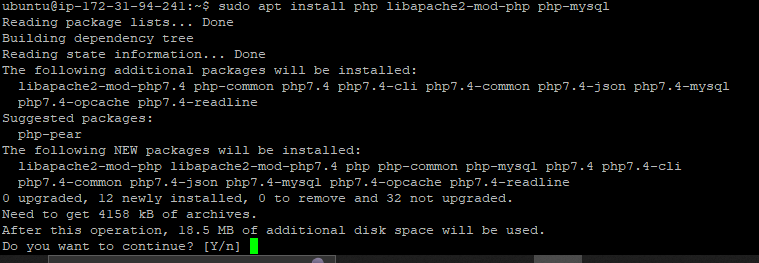 ubuntu@ip-172-31-94-241:~$ sudo apt install php libapache2-mod-php php-mysql
Reading package lists... Done
Building dependency tree
Reading state information... Done
The following additional packages will be installed:
  libapache2-mod-php7.4 php-common php7.4 php7.4-cli php7.4-common php7.4-json php7.4-mysql
  php7.4-opcache php7.4-readline
Suggested packages:
  php-pear
The following NEW packages will be installed:
  libapache2-mod-php libapache2-mod-php7.4 php php-common php-mysql php7.4 php7.4-cli
  php7.4-common php7.4-json php7.4-mysql php7.4-opcache php7.4-readline
0 upgraded, 12 newly installed, 0 to remove and 32 not upgraded.
Need to get 4158 kB of archives.
After this operation, 18.5 MB of additional disk space will be used.
Do you want to continue? [Y/n]